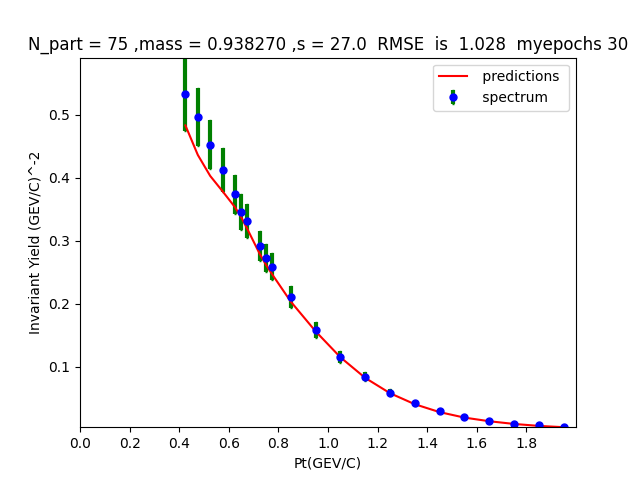 N_part = 75 ,mass = 0.938270 ,s = 27.0  RMSE  is  1.028  myepochs 30
predictions
spectrum
Invariant Yield (GEV/C)^-2
0.5
0.4
0.3
0.2
0.1
0.0 0.2 0.4 0.6 0.8 1.0 1.2 1.4 1.6 1.8
Pt(GEV/C)